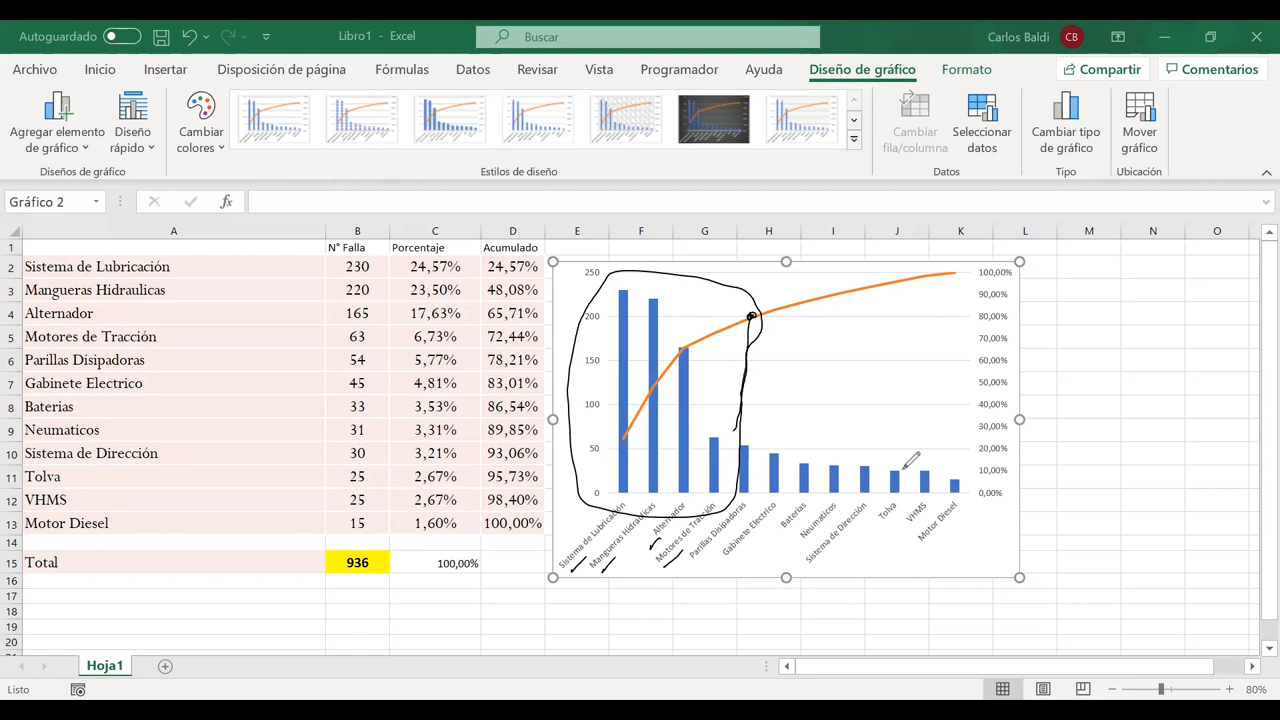 Autoguardado Libro1 - Excel Buscar Carlos Baldi CB
Archivo Inicio Insertar Disposición de página Fórmulas Datos Revisar Vista Programador Ayuda Diseño de gráfico Formato Compartir Comentarios
Agregar elemento de gráfico
Diseño rápido
Cambiar colores
Cambiar fila/columna
Seleccionar datos
Cambiar tipo de gráfico
Mover gráfico
Diseños de gráfico Estilos de diseño Datos Tipo Ubicación
Gráfico 2 fx
A B C D E F G H I J K L M N O
1 N° Falla Porcentaje Acumulado
2 Sistema de Lubricación 230 24,57% 24,57%
3 Mangueras Hidraulicas 220 23,50% 48,08%
4 Alternador 165 17,63% 65,71%
5 Motores de Tracción 63 6,73% 72,44%
6 Parillas Disipadoras 54 5,77% 78,21%
7 Gabinete Electrico 45 4,81% 83,01%
8 Baterias 33 3,53% 86,54%
9 Neumaticos 31 3,31% 89,85%
10 Sistema de Dirección 30 3,21% 93,06%
11 Tolva 25 2,67% 95,73%
12 VHMS 25 2,67% 98,40%
13 Motor Diesel 15 1,60% 100,00%
14
15 Total 936 100,00%
16
17
18
19
20
250
200
150
100
50
0
100,00%
90,00%
80,00%
70,00%
60,00%
50,00%
40,00%
30,00%
20,00%
10,00%
0,00%
Sistema de Lubricación
Mangueras Hidraulicas
Alternador
Motores de Tracción
Parillas Disipadoras
Gabinete Electrico
Baterias
Neumaticos
Sistema de Dirección
Tolva
VHMS
Motor Diesel
Hoja1
Listo 80%